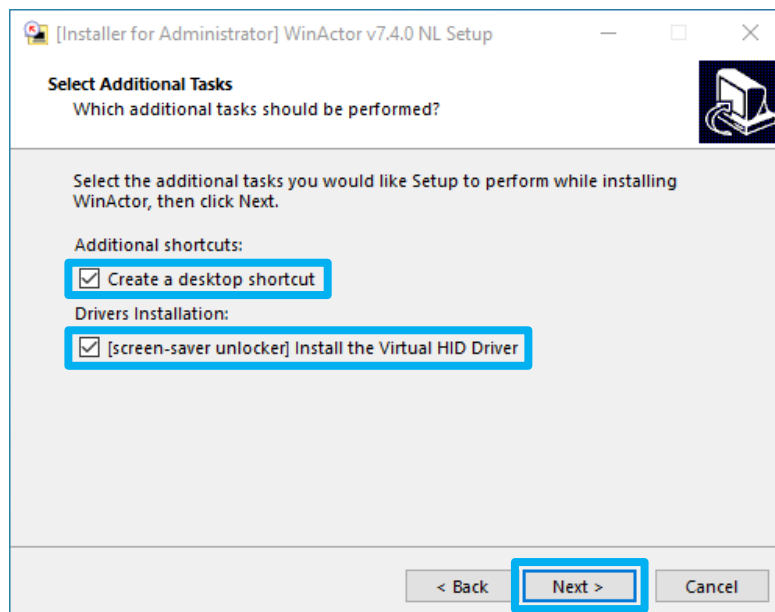 [Installer for Administrator] WinActor v7.4.0 NL Setup
Select Additional Tasks
Which additional tasks should be performed?
Select the additional tasks you would like Setup to perform while installing
WinActor, then click Next.
Additional shortcuts:
Create a desktop shortcut
Drivers Installation:
[screen-saver unlocker] Install the Virtual HID Driver
< Back
Next >
Cancel